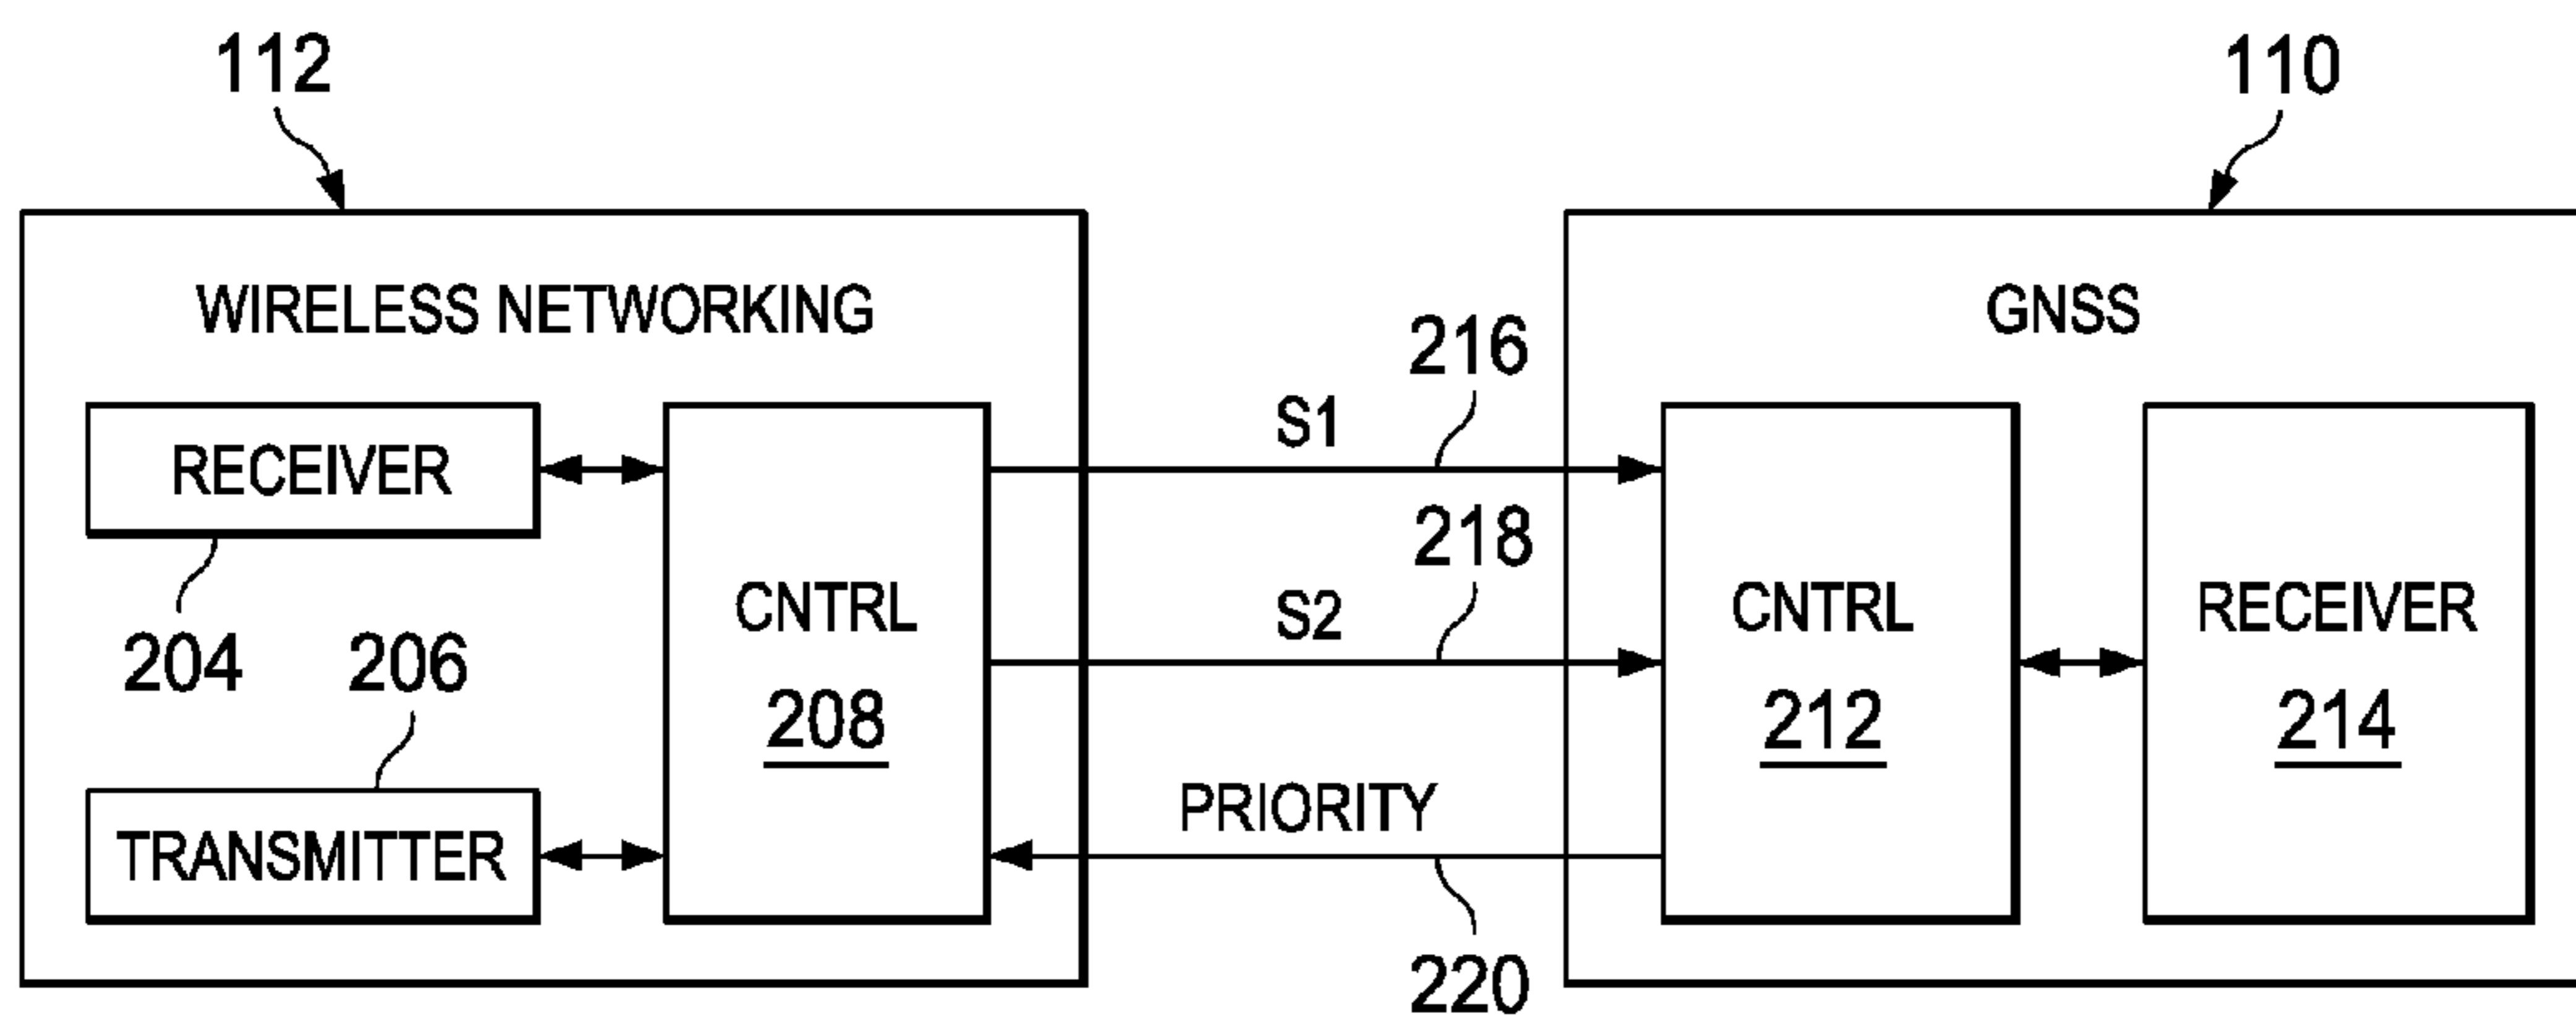 112
110
WIRELESS NETWORKING
GNSS
216
S1
RECEIVER
218
CNTRL
208
S2
CNTRL
212
RECEIVER
214
204
206
PRIORITY
TRANSMITTER
220